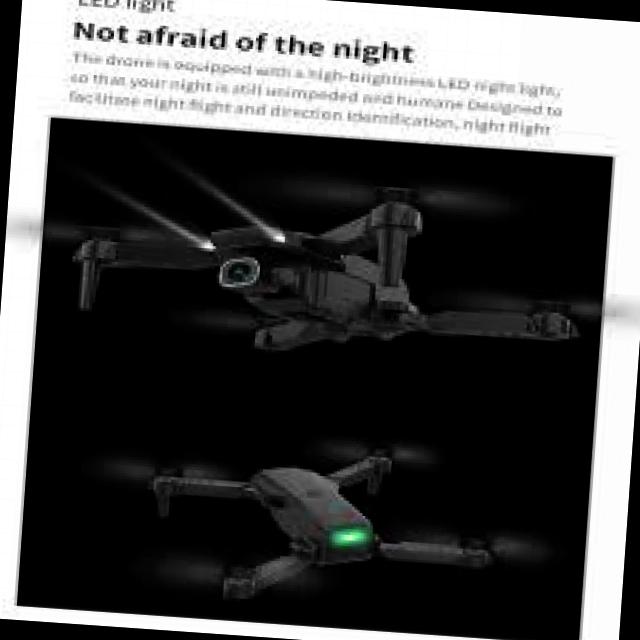 LED light
Not afraid of the night
The drone is equipped with a high-brightness LED night light,
so that your night is still unimpeded and humane Designed to
facilitate night flight and direction identification, night flight